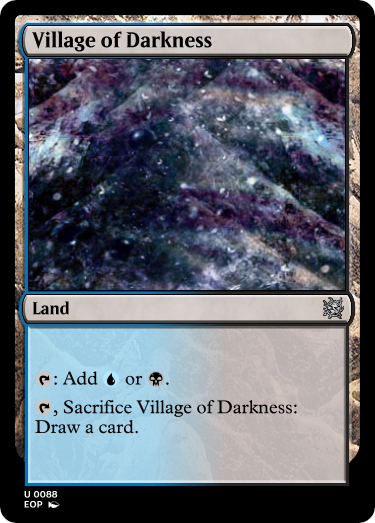 Village of Darkness
Land
: Add or .
, Sacrifice Village of Darkness:
Draw a card.
U 0088
EOP